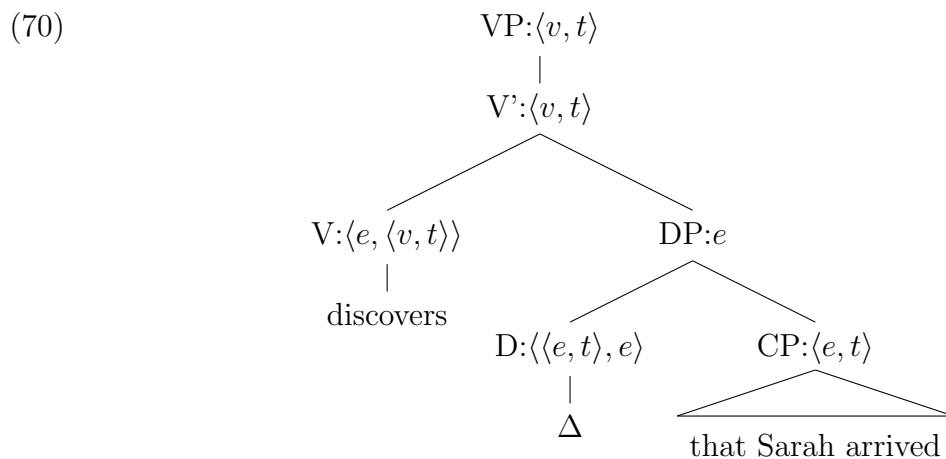 (70) VP:⟨v, t⟩
V':⟨v, t⟩
V:⟨e, ⟨v, t⟩⟩ DP:e
discovers
D:⟨⟨e, t⟩, e⟩ CP:⟨e, t⟩
Δ
that Sarah arrived